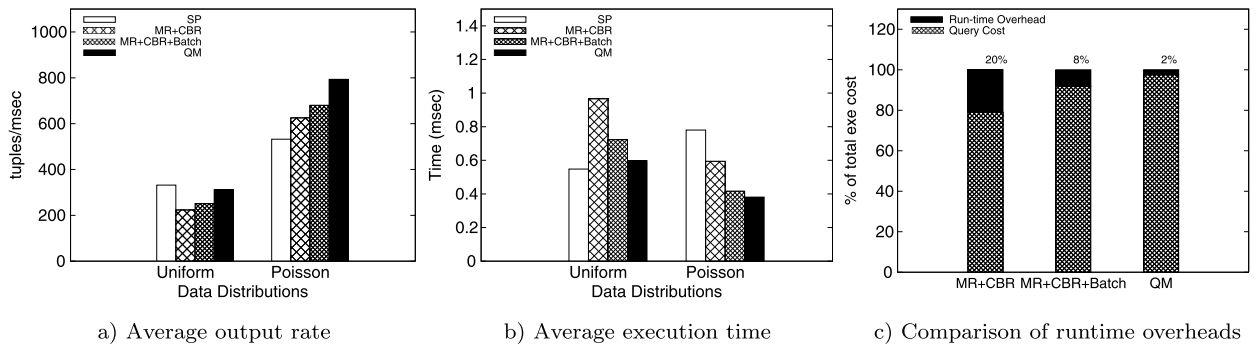 1000
800
600
400
200
0
tuples/msec
SP
MR+CBR
MR+CBR+Batch
QM
Uniform
Poisson
Data Distributions
a) Average output rate
1.4
1.2
1
0.8
0.6
0.4
0.2
0
Time (msec)
SP
MR+CBR
MR+CBR+Batch
QM
Uniform
Poisson
Data Distributions
b) Average execution time
120
100
80
60
40
20
0
% of total exe cost
Run-time Overhead
Query Cost
20%
8%
2%
MR+CBR
MR+CBR+Batch
QM
c) Comparison of runtime overheads